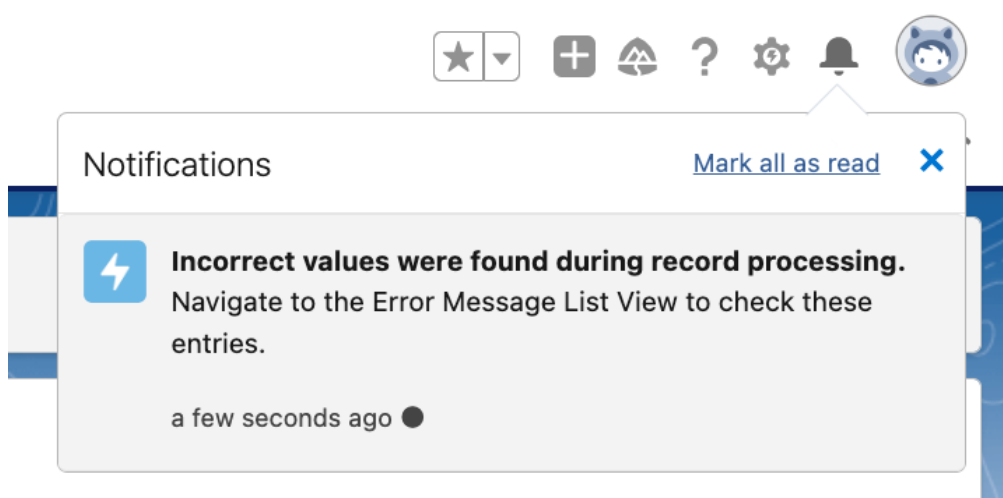 Notifications
Mark all as read
Incorrect values were found during record processing.
Navigate to the Error Message List View to check these
entries.
a few seconds ago